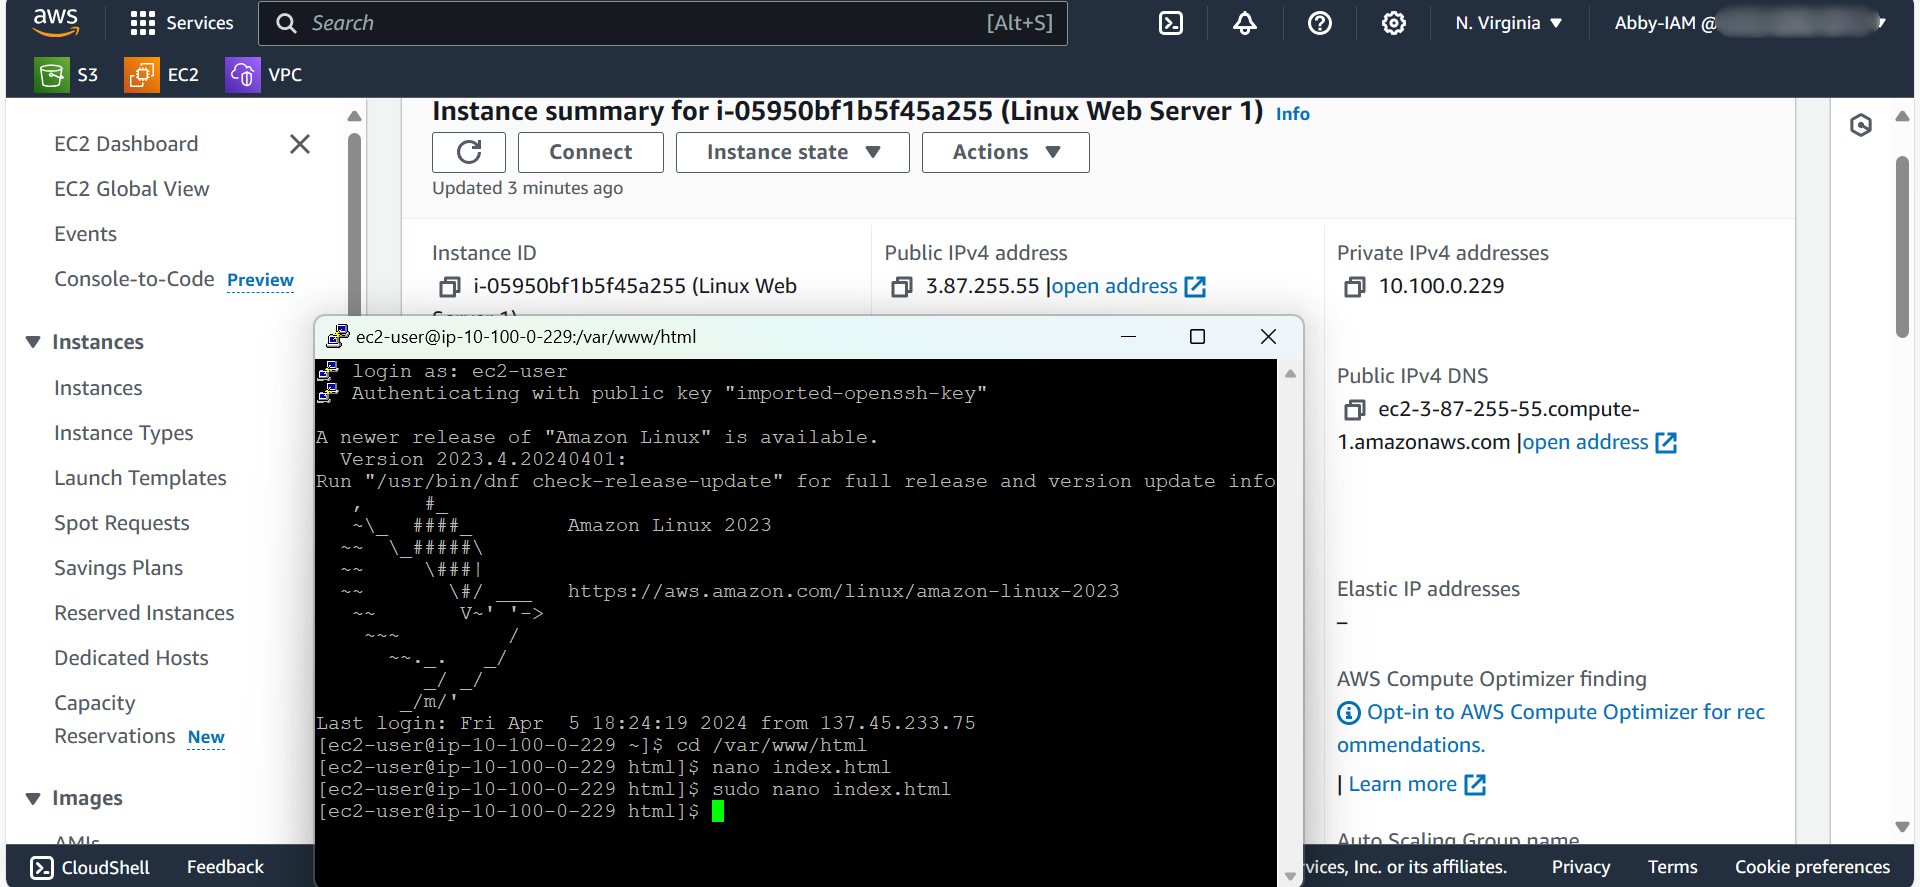 aws
Services
Search
[Alt+S]
N. Virginia
Abby-IAM @
S3
EC2
VPC
EC2 Dashboard
EC2 Global View
Events
Console-to-Code Preview
Instances
Instances
Instance Types
Launch Templates
Spot Requests
Savings Plans
Reserved Instances
Dedicated Hosts
Capacity
Reservations New
Images
AMIs
Instance summary for i-05950bf1b5f45a255 (Linux Web Server 1) Info
Connect
Instance state
Actions
Updated 3 minutes ago
Instance ID
i-05950bf1b5f45a255 (Linux Web
Server 1)
Public IPv4 address
3.87.255.55 |open address
Private IPv4 addresses
10.100.0.229
Public IPv4 DNS
ec2-3-87-255-55.compute-
1.amazonaws.com |open address
Elastic IP addresses
–
AWS Compute Optimizer finding
Opt-in to AWS Compute Optimizer for rec
ommendations.
| Learn more
Auto Scaling Group name
ec2-user@ip-10-100-0-229:/var/www/html
login as: ec2-user
Authenticating with public key "imported-openssh-key"
A newer release of "Amazon Linux" is available.
  Version 2023.4.20240401:
Run "/usr/bin/dnf check-release-update" for full release and version update info
   ,     #_
   ~\_  ####_        Amazon Linux 2023
  ~~  \_#####\
  ~~     \###|
  ~~       \#/ ___   https://aws.amazon.com/linux/amazon-linux-2023
   ~~       V~' '->
    ~~~         /
      ~~._.   _/
         _/ _/
       _/m/'
Last login: Fri Apr  5 18:24:19 2024 from 137.45.233.75
[ec2-user@ip-10-100-0-229 ~]$ cd /var/www/html
[ec2-user@ip-10-100-0-229 html]$ nano index.html
[ec2-user@ip-10-100-0-229 html]$ sudo nano index.html
[ec2-user@ip-10-100-0-229 html]$
CloudShell
Feedback
vices, Inc. or its affiliates.
Privacy
Terms
Cookie preferences